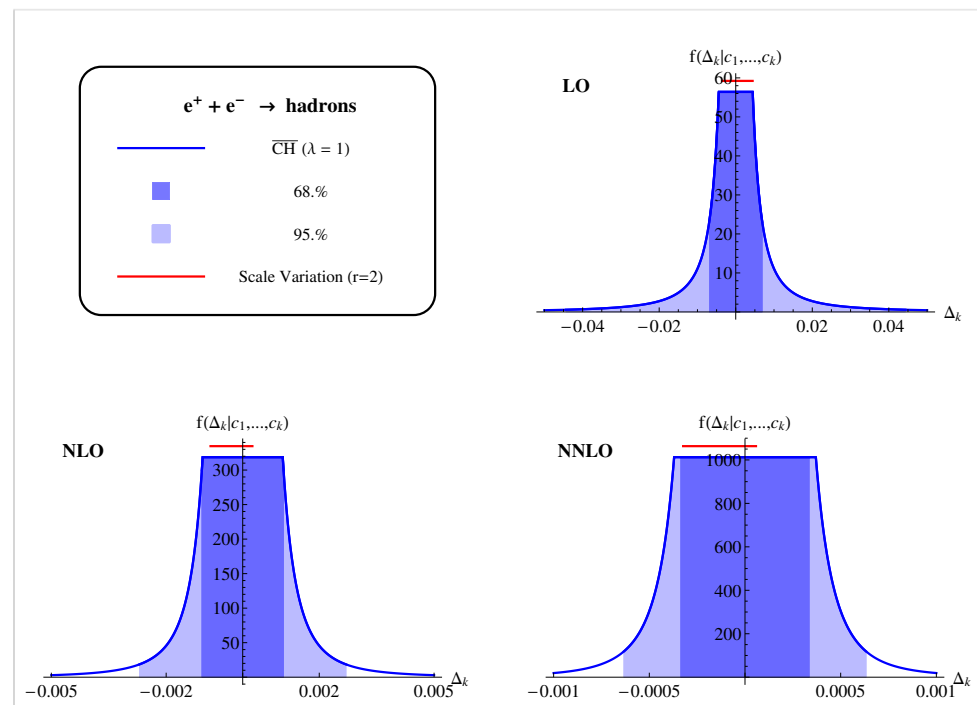 e⁺ + e⁻ → hadrons
C̅H̅ (λ = 1)
68.%
95.%
Scale Variation (r=2)
LO
f(Δₖ|c₁,...,cₖ)
60
50
40
30
20
10
−0.04 −0.02 0.02 0.04 Δₖ
NLO
f(Δₖ|c₁,...,cₖ)
300
250
200
150
100
50
−0.005 −0.002 0.002 0.005 Δₖ
NNLO
f(Δₖ|c₁,...,cₖ)
1000
800
600
400
200
−0.001 −0.0005 0.0005 0.001 Δₖ